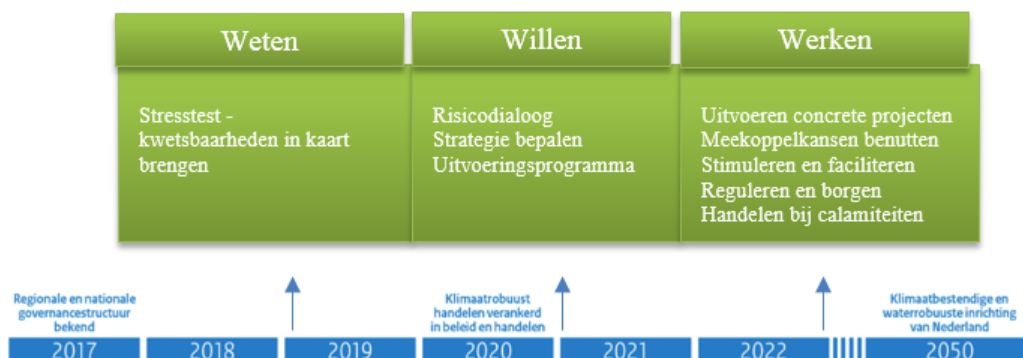 Weten
Willen
Werken
Stresstest -
kwetsbaarheden in kaart
brengen
Risicodialoog
Strategie bepalen
Uitvoeringsprogramma
Uitvoeren concrete projecten
Meekoppelkansen benutten
Stimuleren en faciliteren
Reguleren en borgen
Handelen bij calamiteiten
Regionale en nationale
governancestructuur
bekend
Klimaatrobuust
handelen verankerd
in beleid en handelen
Klimaatbestendige en
waterrobuuste inrichting
van Nederland
2017
2018
2019
2020
2021
2022
2050